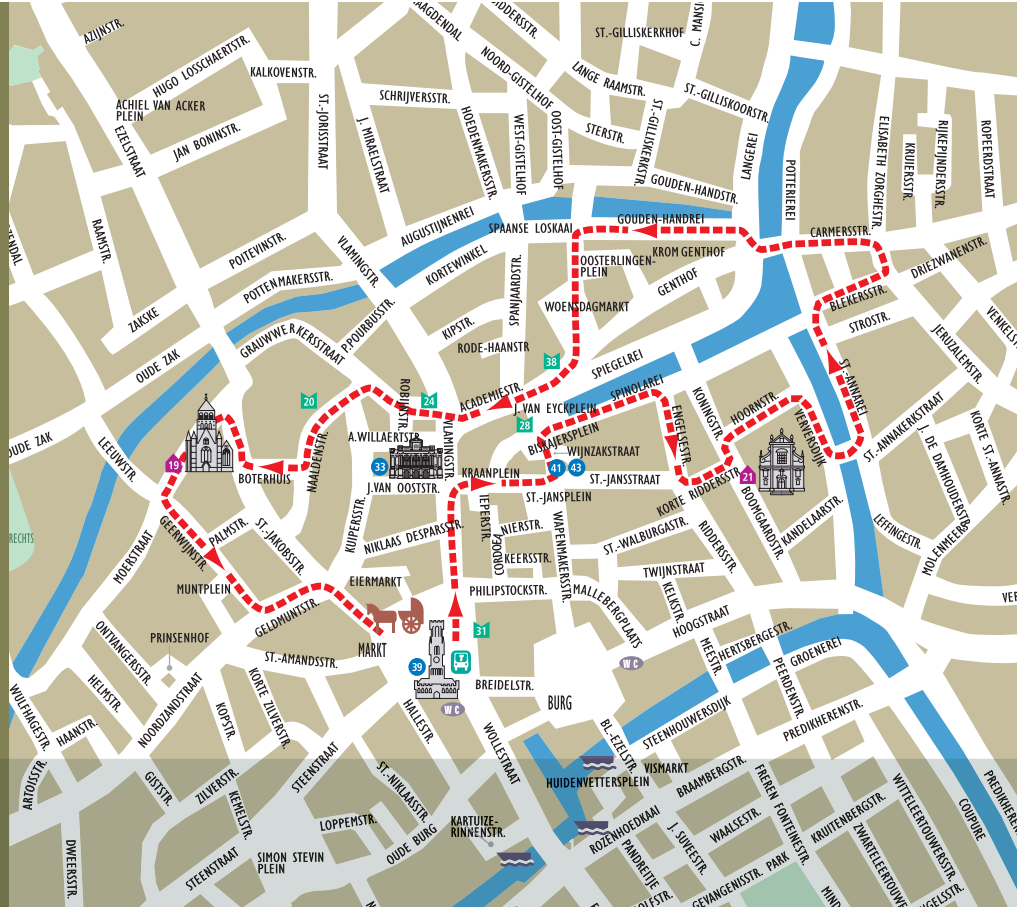 AZIJNSTR.
HUGO LOSSCHAERTSTR.
KALKOVENSTR.
ACHIEL VAN ACKER
PLEIN
EZELSTRAAT
JAN BONINSTR.
ST.-JORISSTRAAT
SCHRIJVERSSTR.
J. MIRAELSTRAAT
HOEDENMAKERSSTR.
NOORD-GISTELHOF
WEST-GISTELHOF
OOST-GISTELHOF
ST.-GILLISKERKHOF
LANGE RAAMSTR.
STERSTR.
ST.-GILLISKERKSTR.
ST.-GILLISKOORSTR.
LANGEREI
POTTERIEREI
ELISABETH ZORGHESTR.
KRUIERSSTR.
RIJKEPIJNDERSSTR.
ROPEERDSTRAAT
GOUDEN-HANDSTR.
GOUDEN-HANDREI
CARMERSSTR.
DRIEZWANENSTR.
BLEKERSSTR.
STROSTR.
JERUZALEMSTR.
RAAMSTR.
POITEVINSTR.
POTTENMAKERSSTR.
ZAKSKE
OUDE ZAK
VLAMINGSTR.
AUGUSTIJNENREI
SPAANSE LOSKAAI
KORTEWINKEL
OOSTERLINGEN-
PLEIN
KROM GENTHOF
GENTHOF
WOENSDAGMARKT
SPANJAARDSTR.
KIPSTR.
RODE-HAANSTR
P.POURBUSSTR.
GRAUWWERKERSSTRAAT
38
SPIEGELREI
SPINOLAREI
ACADEMIESTR.
J. VAN EYCKPLEIN
28
24
20
NAALDENSTR.
A.WILLAERTSTR.
33
J.VAN OOSTSTR.
VLAMINGSTR.
KRAANPLEIN
BISKAJERSPLEIN
WIJNZAKSTRAAT
41
43
ST.-JANSPLEIN
ST.-JANSSTRAAT
ENGELSESTR.
KONINGSTR.
HOORNSTR.
VERVERSDIJK
ST.-ANNAREI
ST.-ANNAKERKSTRAAT
J. DE DAMHOUDERSTR.
KORTE ST.-ANNASTR.
21
KORTE RIDDERSSTR.
BOOMGAARDSTR.
KANDELAARSTR.
LEFFINGESTR.
MOLENMEERS
OUDE ZAK
LEEUWSTR.
19
BOTERHUIS
GEERWIJNSTR.
PALMSTR.
ST.-JAKOBSSTR.
MOERSTRAAT
MUNTPLEIN
KUIPERSSTR.
NIKLAAS DESPARSSTR.
IEPERSTR.
CORDOEA
NIERSTR.
KEERSSTR.
WAPENMAKERSSTR.
ST.-WALBURGASTR.
RIDDERSSTR.
TWIJNSTRAAT
KELKSTR.
HOOGSTRAAT
EIERMARKT
PHILIPSTOCKSTR.
MALLEBERGPLAATS
31
MARKT
39
WC
WC
BREIDELSTR.
BURG
GELDMUNTSTR.
PRINSENHOF
ONTVANGERSSTR.
HELMSTR.
HAANSTR.
WULFHAGESTR.
NOORDZANDSTRAAT
ST.-AMANDSSTR.
KORTE ZILVERSTR.
KOPSTR.
HALLESTR.
WOLLESTRAAT
MEESTR.
HERTSBERGESTR.
GROENEREI
PEERDENSTR.
PREDIKHERENSTR.
STEENHOUWERSDIJK
BL.-EZELSTR.
VISMARKT
HUIDENVETTERSPLEIN
BRAAMBERGSTR.
ROZENHOEDKAAI
PANDREITJE
J. SUVEESTR.
WAALSESTR.
FREREN FONTEINESTR.
KRUITENBERGSTR.
PARK
GEVANGENISSTR.
WITTELEERTOUWERSSTR.
COUPURE
ARTOISSTR.
DWEERSSTR.
GISTSTR.
ZILVERSTR.
KEMELSTR.
STEENSTRAAT
STEENSTRAAT
LOPPEMSTR.
SIMON STEVIN
PLEIN
ST.-NIKLAASSTR.
OUDE BURG
KARTUIZE-
RINNENSTR.